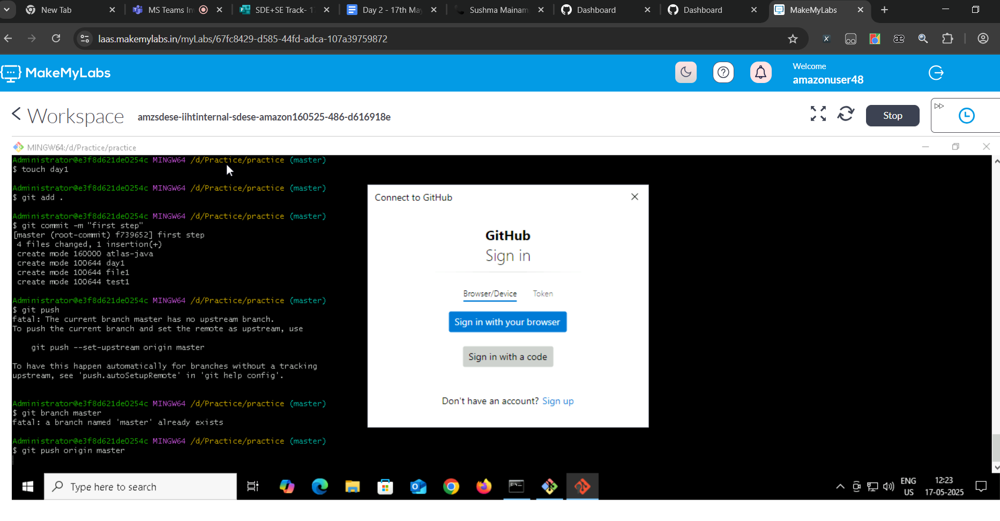 New Tab
MS Teams In
SDE+SE Track- 1
Day 2 - 17th May
Sushma Mainam
Dashboard
Dashboard
MakeMyLabs
laas.makemylabs.in/myLabs/67fc8429-d585-44fd-adca-107a39759872
MakeMyLabs
Welcome
amazonuser48
Workspace
amzsdese-iihtinternal-sdese-amazon160525-486-d616918e
Stop
MINGW64:/d/Practice/practice
Administrator@e3f8d621de0254c MINGW64 /d/Practice/practice (master)
$ touch day1
Administrator@e3f8d621de0254c MINGW64 /d/Practice/practice (master)
$ git add .
Administrator@e3f8d621de0254c MINGW64 /d/Practice/practice (master)
$ git commit -m "first step"
[master (root-commit) f739652] first step
4 files changed, 1 insertion(+)
create mode 160000 atlas-java
create mode 100644 day1
create mode 100644 file1
create mode 100644 test1
Administrator@e3f8d621de0254c MINGW64 /d/Practice/practice (master)
$ git push
fatal: The current branch master has no upstream branch.
To push the current branch and set the remote as upstream, use
git push --set-upstream origin master
To have this happen automatically for branches without a tracking
upstream, see 'push.autoSetupRemote' in 'git help config'.
Administrator@e3f8d621de0254c MINGW64 /d/Practice/practice (master)
$ git branch master
fatal: a branch named 'master' already exists
Administrator@e3f8d621de0254c MINGW64 /d/Practice/practice (master)
$ git push origin master
Connect to GitHub
GitHub
Sign in
Browser/Device
Token
Sign in with your browser
Sign in with a code
Don't have an account? Sign up
Type here to search
ENG
US
12:23
17-05-2025